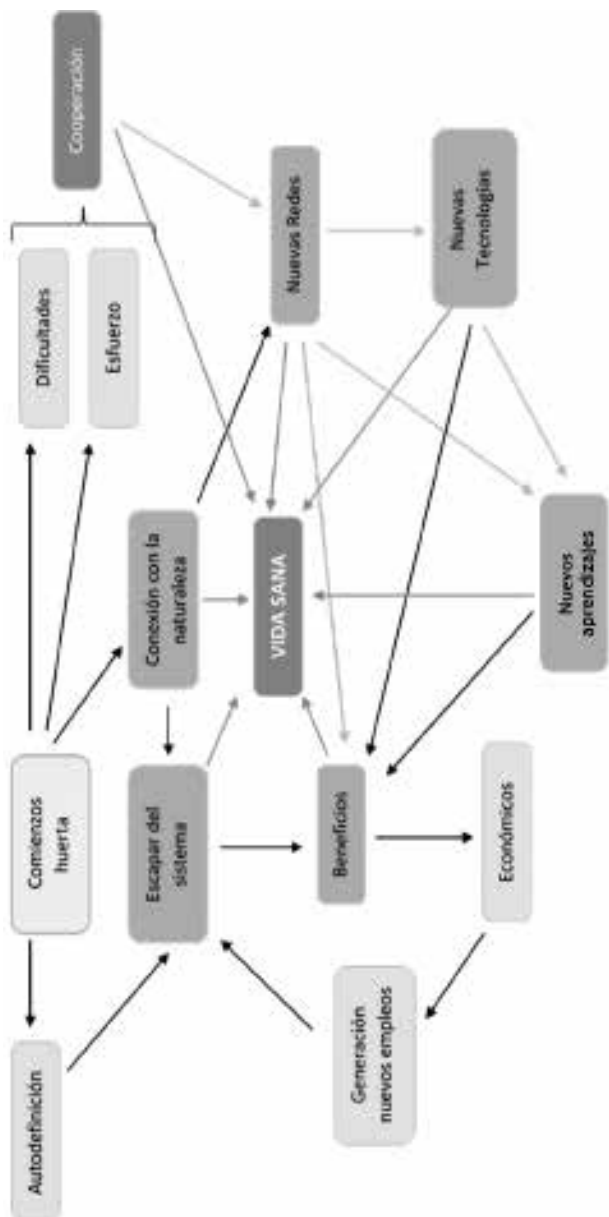 Autodefinición
Comienzos
huerta
Dificultades
Esfuerzo
Cooperación
Escapar del
sistema
Conexión con la
naturaleza
VIDA SANA
Nuevas Redes
Generación
nuevos empleos
Beneficios
Económicos
Nuevos
aprendizajes
Nuevas
Tecnologías